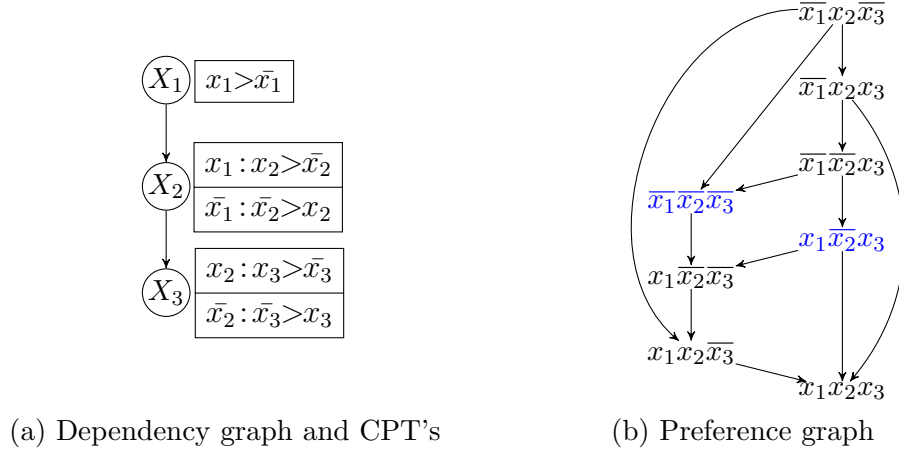 X₁ x₁>x̄₁
X₂ x₁:x₂>x̄₂
x̄₁:x̄₂>x₂
X₃ x₂:x₃>x̄₃
x̄₂:x̄₃>x₃
(a) Dependency graph and CPT's
x̅₁x₂x̅₃
x̅₁x₂x₃
x̅₁x̅₂x₃
x̅₁x̅₂x̅₃
x₁x̅₂x₃
x₁x̅₂x̅₃
x₁x₂x̅₃
x₁x₂x₃
(b) Preference graph